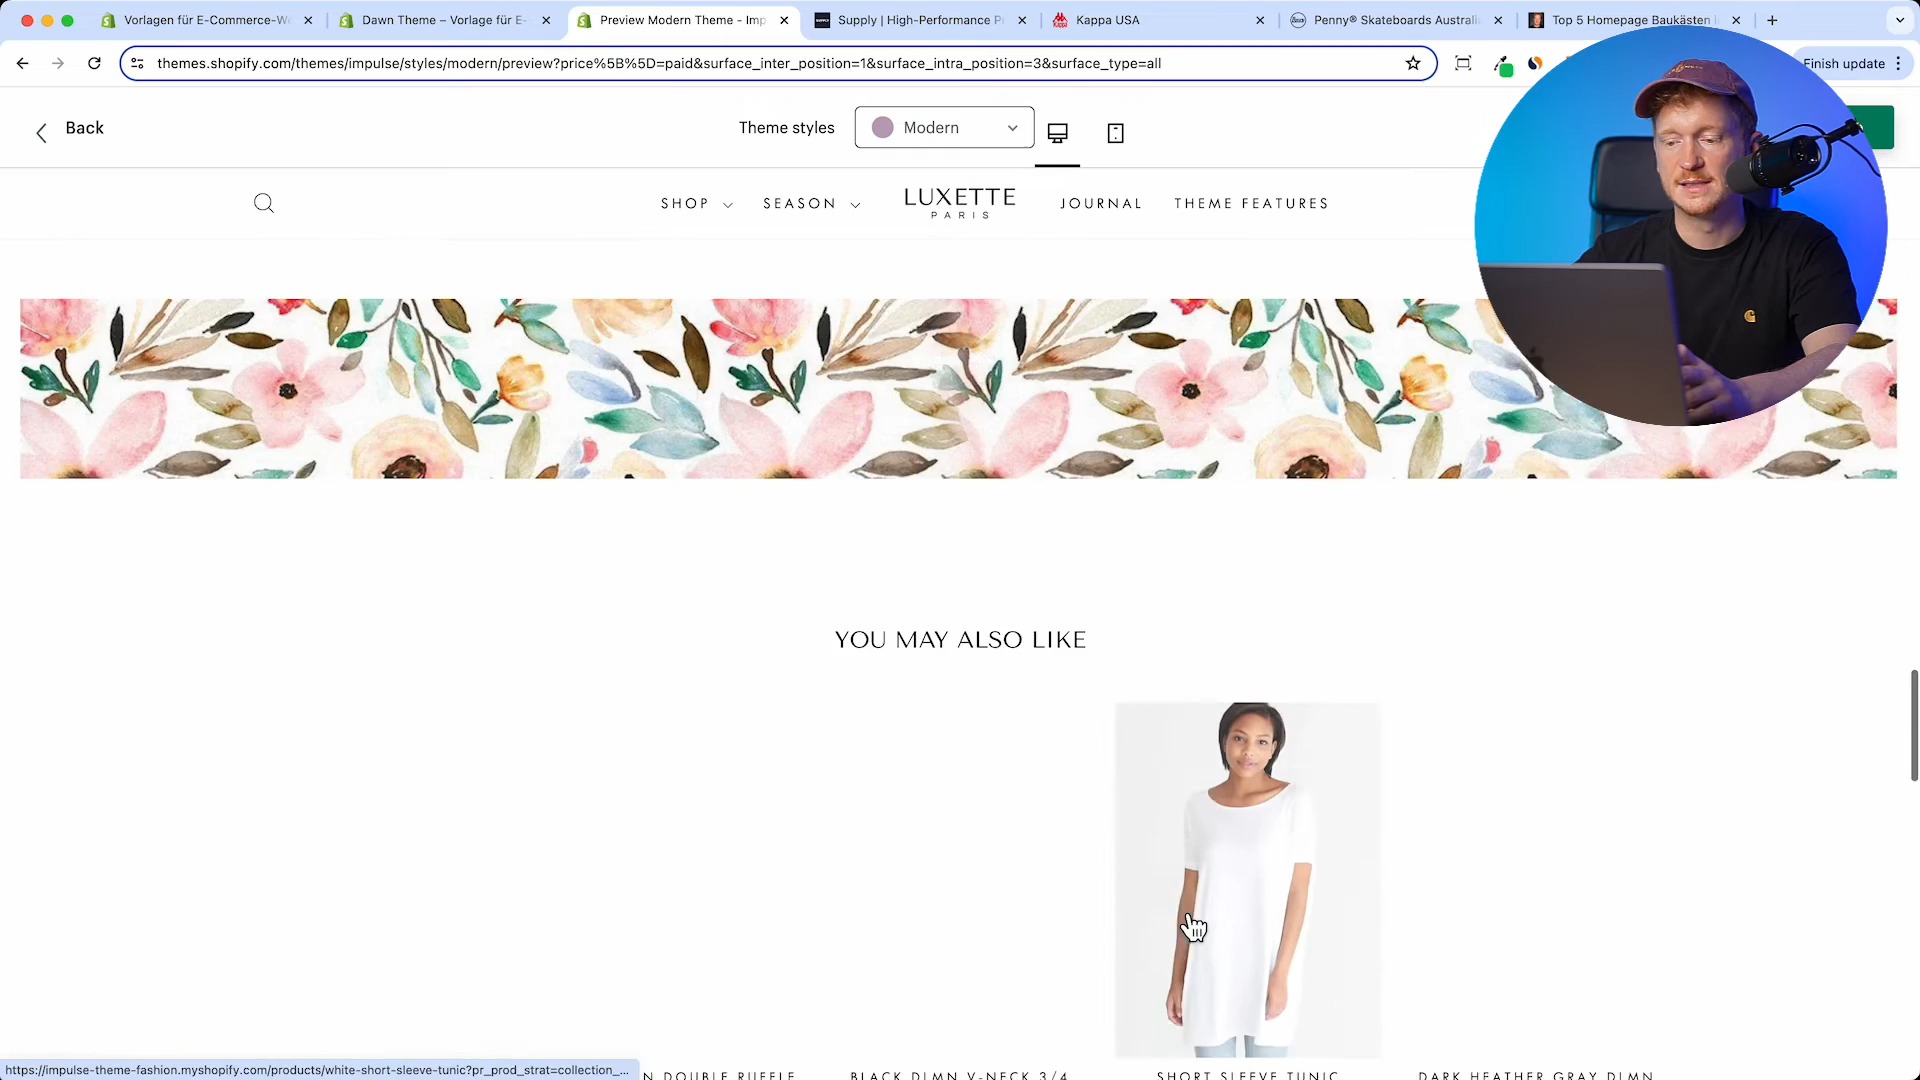 Vorlagen für E-Commerce-We
Dawn Theme – Vorlage für E-
Preview Modern Theme - Imp
Supply | High-Performance P
Kappa USA
Penny® Skateboards Australi
Top 5 Homepage Baukästen
themes.shopify.com/themes/impulse/styles/modern/preview?price%5B%5D=paid&surface_inter_position=1&surface_intra_position=3&surface_type=all
Finish update
Back
Theme styles
Modern
SHOP
SEASON
LUXETTE
PARIS
JOURNAL
THEME FEATURES
YOU MAY ALSO LIKE
N DOUBLE RUFFLE
BLACK DLMN V-NECK 3/4
SHORT SLEEVE TUNIC
DARK HEATHER GRAY DLMN
https://impulse-theme-fashion.myshopify.com/products/white-short-sleeve-tunic?pr_prod_strat=collection_...